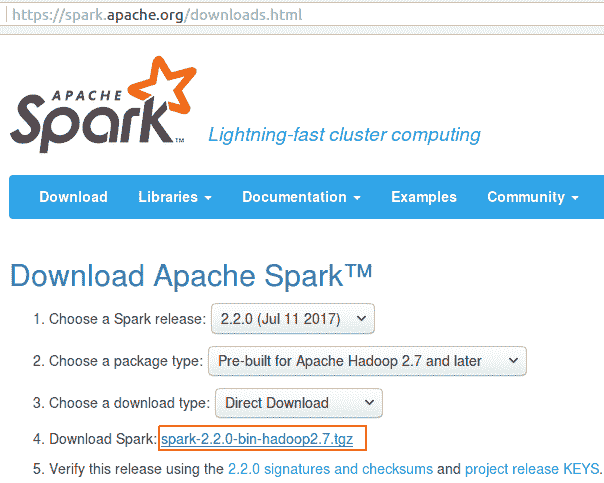 https://spark.apache.org/downloads.html
APACHE
Spark™ Lightning-fast cluster computing
Download Libraries Documentation Examples Community
Download Apache Spark™
1. Choose a Spark release: 2.2.0 (Jul 11 2017)
2. Choose a package type: Pre-built for Apache Hadoop 2.7 and later
3. Choose a download type: Direct Download
4. Download Spark: spark-2.2.0-bin-hadoop2.7.tgz
5. Verify this release using the 2.2.0 signatures and checksums and project release KEYS.